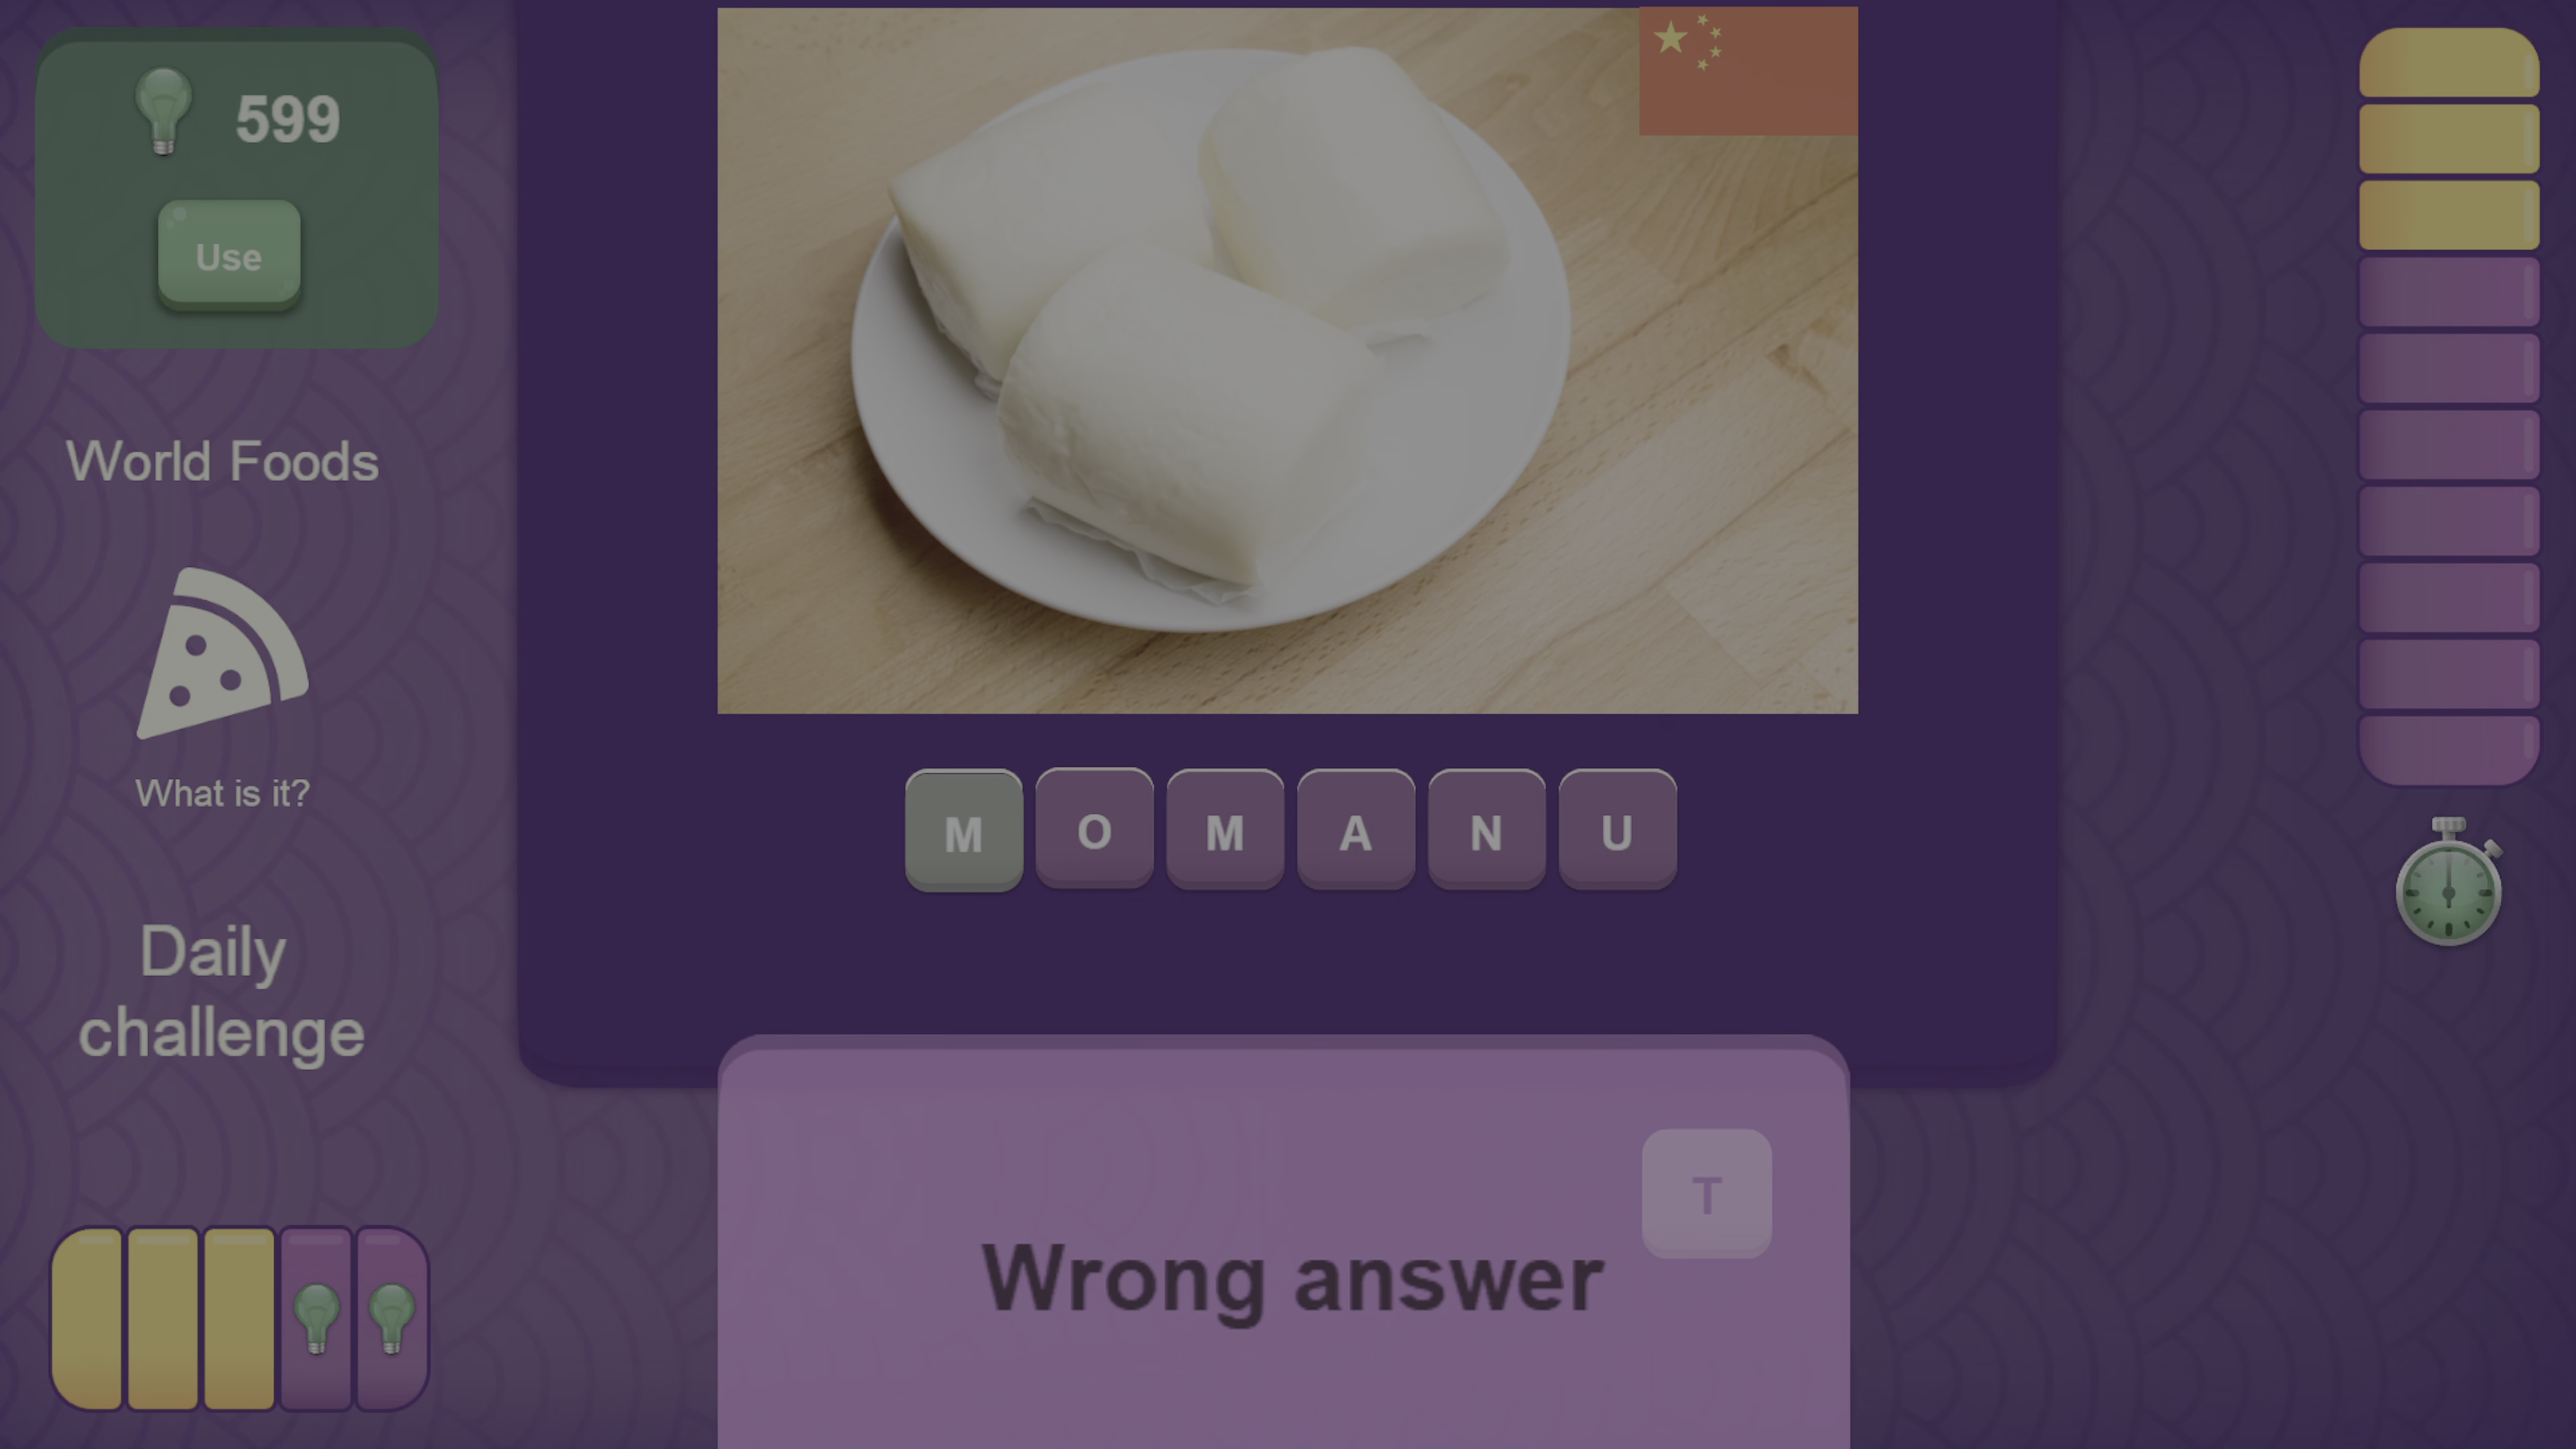 599
Use
World Foods
What is it?
Daily
challenge
M O M A N U
T
Wrong answer